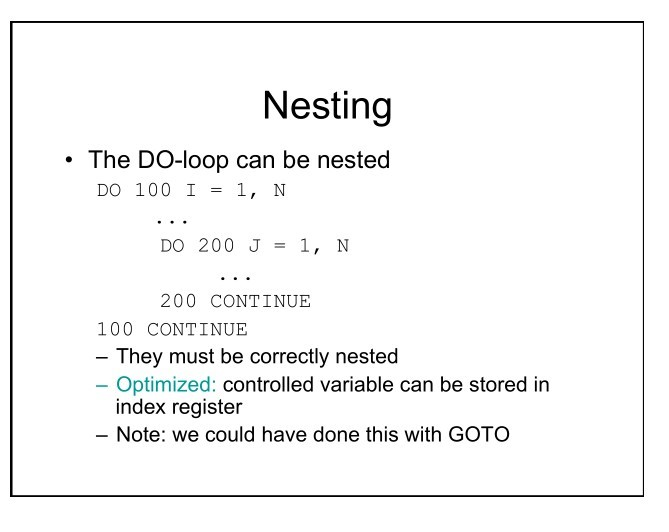 Nesting
• The DO-loop can be nested
DO 100 I = 1, N
...
DO 200 J = 1, N
...
200 CONTINUE
100 CONTINUE
– They must be correctly nested
– Optimized: controlled variable can be stored in
index register
– Note: we could have done this with GOTO